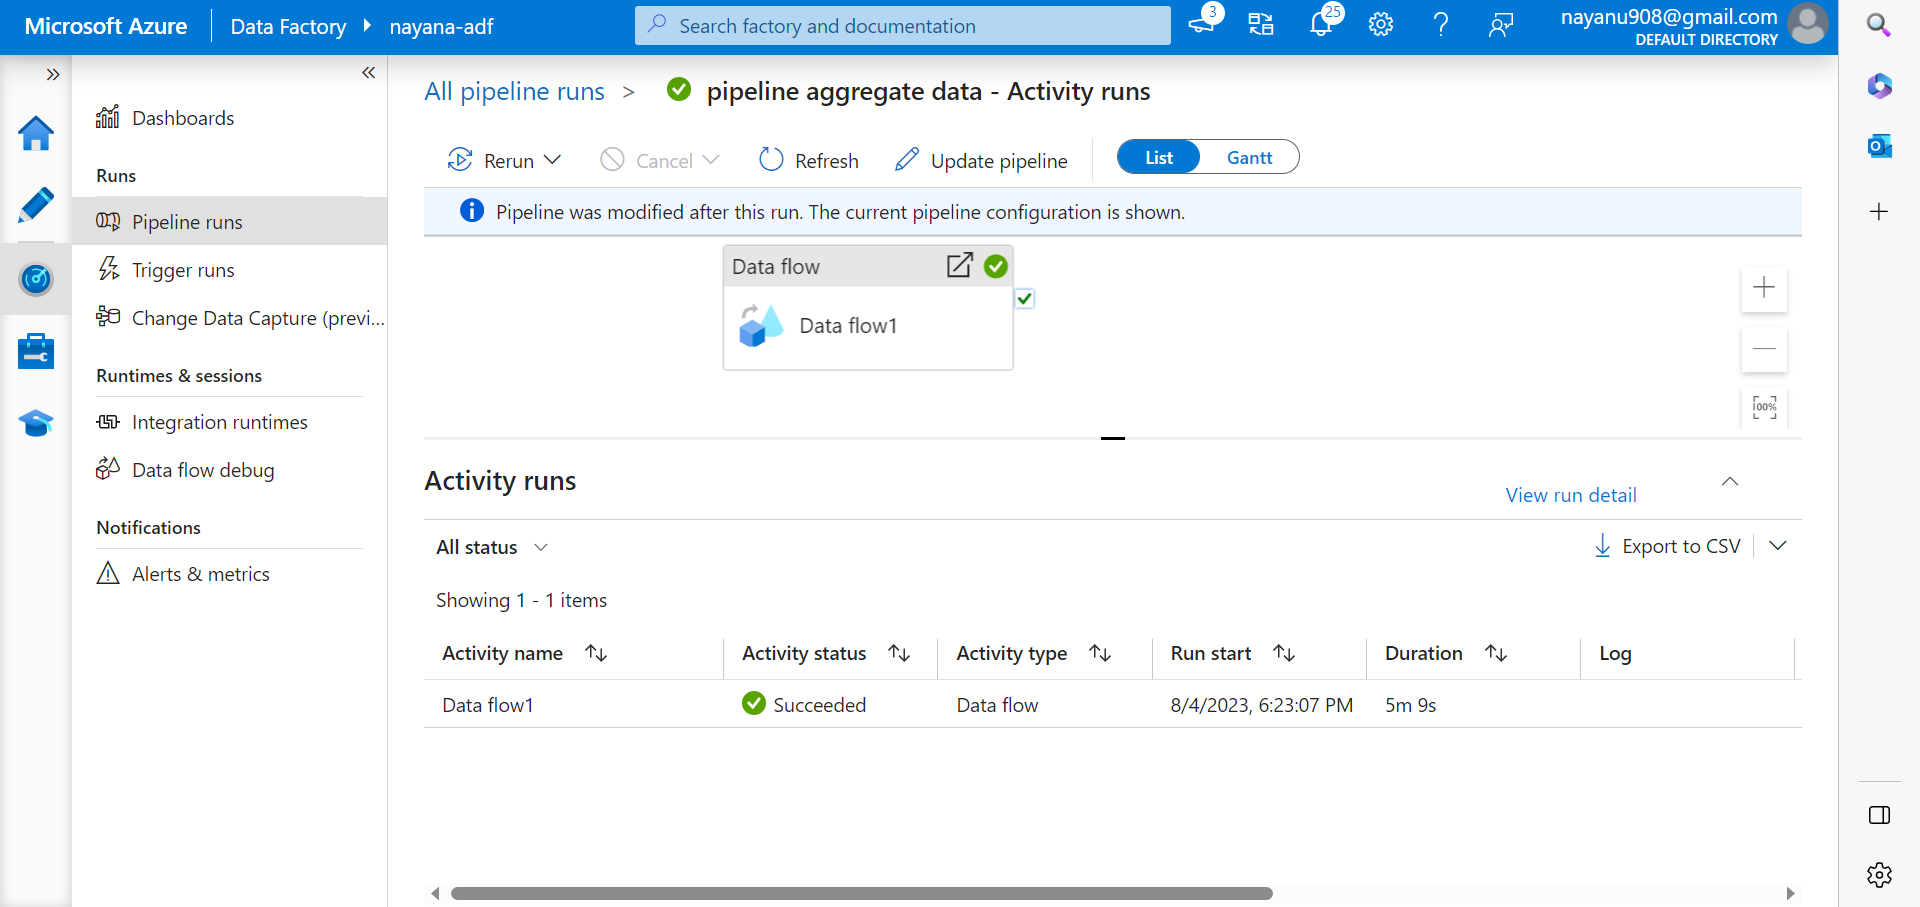 Microsoft Azure
Data Factory
nayana-adf
Search factory and documentation
3
25
nayanu908@gmail.com
DEFAULT DIRECTORY
Dashboards
Runs
Pipeline runs
Trigger runs
Change Data Capture (previ...
Runtimes & sessions
Integration runtimes
Data flow debug
Notifications
Alerts & metrics
All pipeline runs > pipeline aggregate data - Activity runs
Rerun
Cancel
Refresh
Update pipeline
List
Gantt
Pipeline was modified after this run. The current pipeline configuration is shown.
Data flow
Data flow1
100%
Activity runs
View run detail
All status
Export to CSV
Showing 1 - 1 items
Activity name Activity status Activity type Run start Duration Log
Data flow1 Succeeded Data flow 8/4/2023, 6:23:07 PM 5m 9s